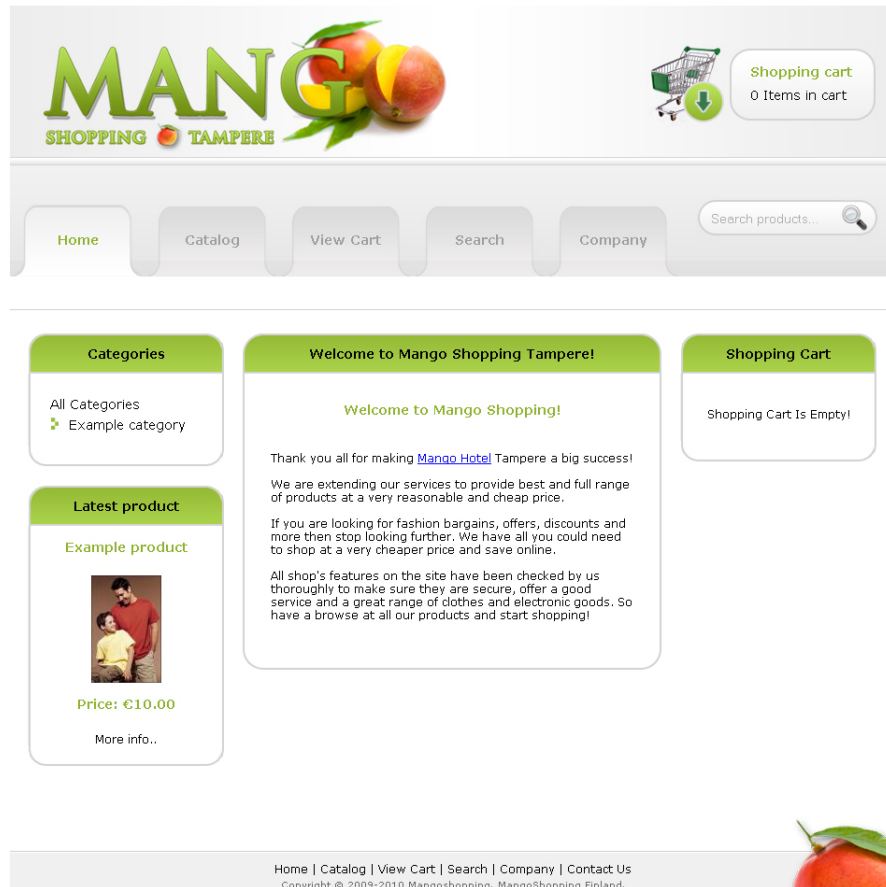 MANGO
SHOPPING TAMPERE
Shopping cart
0 Items in cart
Home
Catalog
View Cart
Search
Company
Search products...
Categories
All Categories
Example category
Latest product
Example product
Price: €10.00
More info..
Welcome to Mango Shopping Tampere!
Welcome to Mango Shopping!
Thank you all for making Mango Hotel Tampere a big success!
We are extending our services to provide best and full range
of products at a very reasonable and cheap price.
If you are looking for fashion bargains, offers, discounts and
more then stop looking further. We have all you could need
to shop at a very cheaper price and save online.
All shop's features on the site have been checked by us
thoroughly to make sure they are secure, offer a good
service and a great range of clothes and electronic goods. So
have a browse at all our products and start shopping!
Shopping Cart
Shopping Cart Is Empty!
Home | Catalog | View Cart | Search | Company | Contact Us
Copyright © 2009-2010 Mangoshopping, MangoShopping Finland.